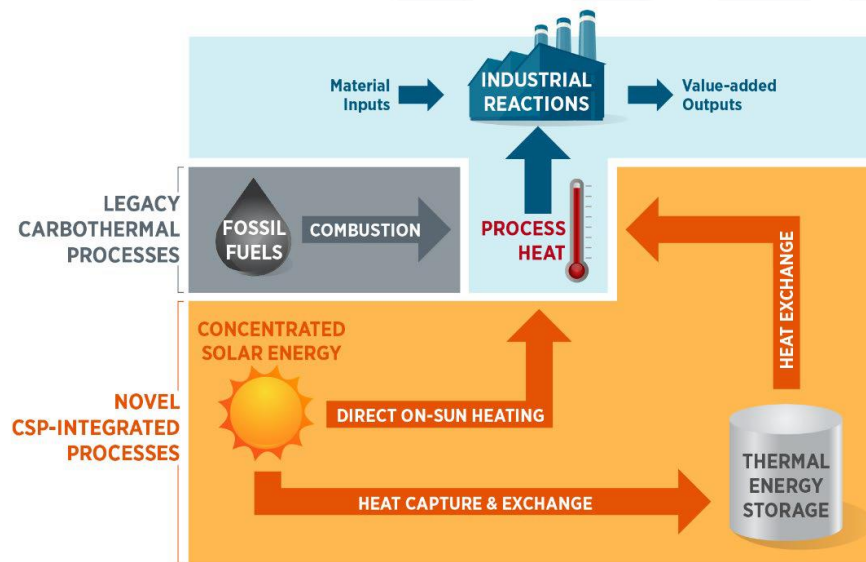 Material
Inputs
INDUSTRIAL
REACTIONS
Value-added
Outputs
LEGACY
CARBOTHERMAL
PROCESSES
FOSSIL
FUELS
COMBUSTION
PROCESS
HEAT
HEAT EXCHANGE
NOVEL
CSP-INTEGRATED
PROCESSES
CONCENTRATED
SOLAR ENERGY
DIRECT ON-SUN HEATING
HEAT CAPTURE & EXCHANGE
THERMAL
ENERGY
STORAGE